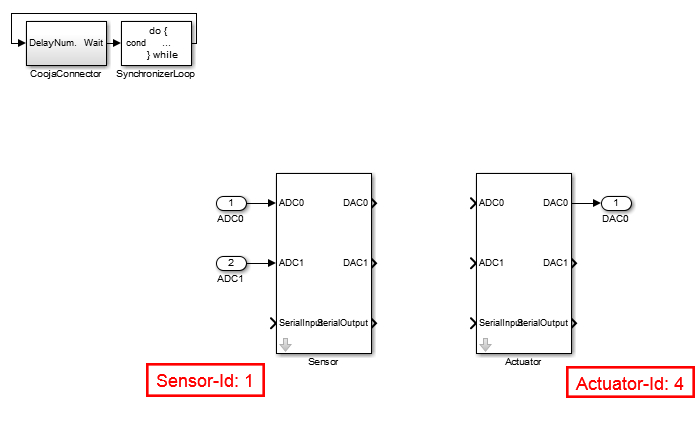 do {
DelayNum. Wait cond ...
} while
CoojaConnector SynchronizerLoop
1 ADC0 DAC0 ADC0 DAC0 1
ADC0 DAC0
2 ADC1 DAC1 ADC1 DAC1
ADC1
SerialInput SerialOutput SerialInput SerialOutput
Sensor Actuator
Sensor-Id: 1 Actuator-Id: 4